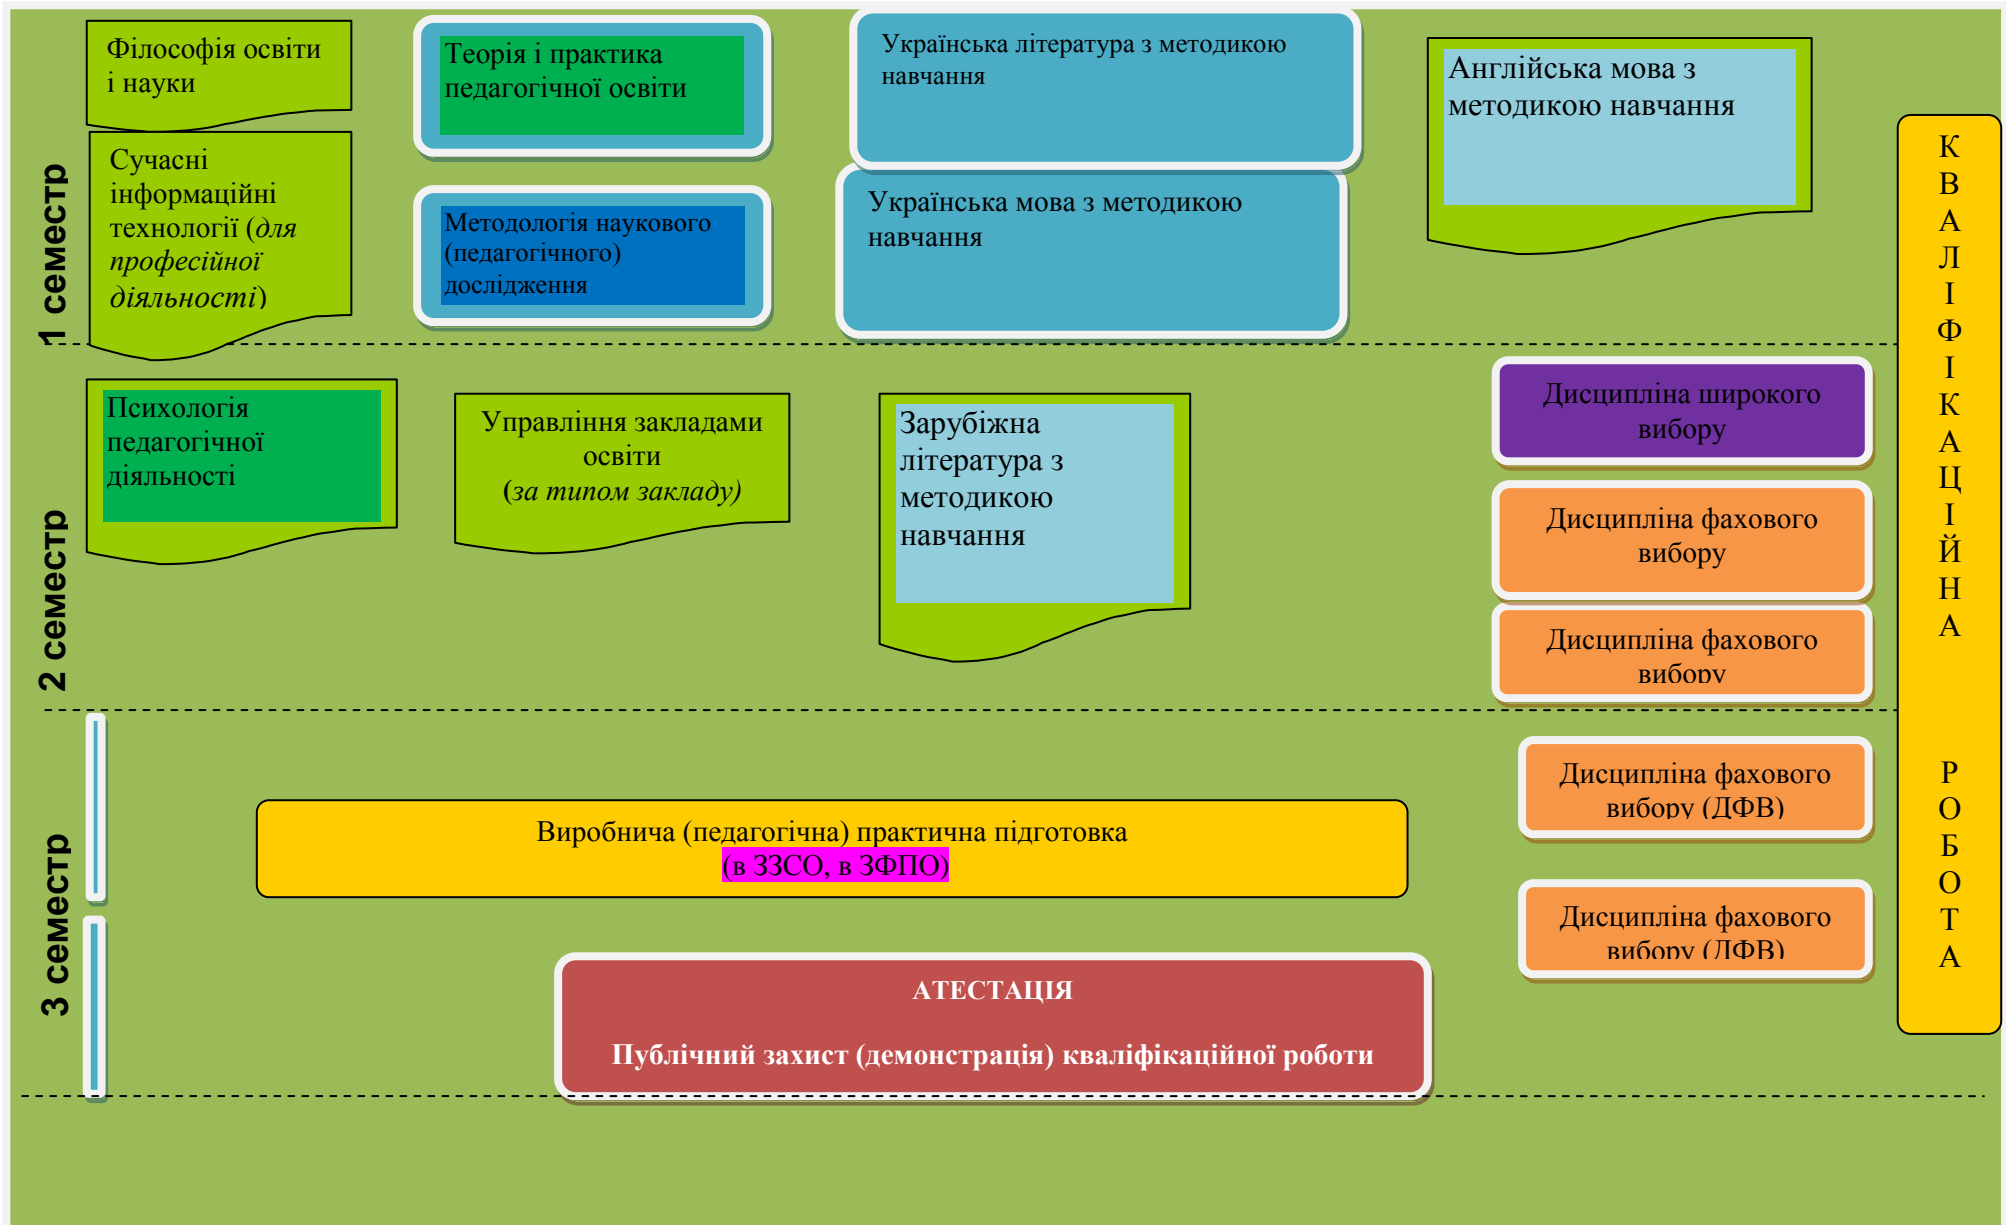 1 семестр
Філософія освіти
і науки
Сучасні
інформаційні
технології (для
професійної
діяльності)
Теорія і практика
педагогічної освіти
Методологія наукового
(педагогічного)
дослідження
Українська література з методикою
навчання
Українська мова з методикою
навчання
Англійська мова з
методикою навчання
2 семестр
Психологія
педагогічної
діяльності
Управління закладами
освіти
(за типом закладу)
Зарубіжна
література з
методикою
навчання
Дисципліна широкого
вибору
Дисципліна фахового
вибору
Дисципліна фахового
вибору
3 семестр
Виробнича (педагогічна) практична підготовка
(в ЗЗСО, в ЗФПО)
Дисципліна фахового
вибору (ДФВ)
Дисципліна фахового
вибору (ДФВ)
АТЕСТАЦІЯ
Публічний захист (демонстрація) кваліфікаційної роботи
К
В
А
Л
І
Ф
І
К
А
Ц
І
Й
Н
А
Р
О
Б
О
Т
А